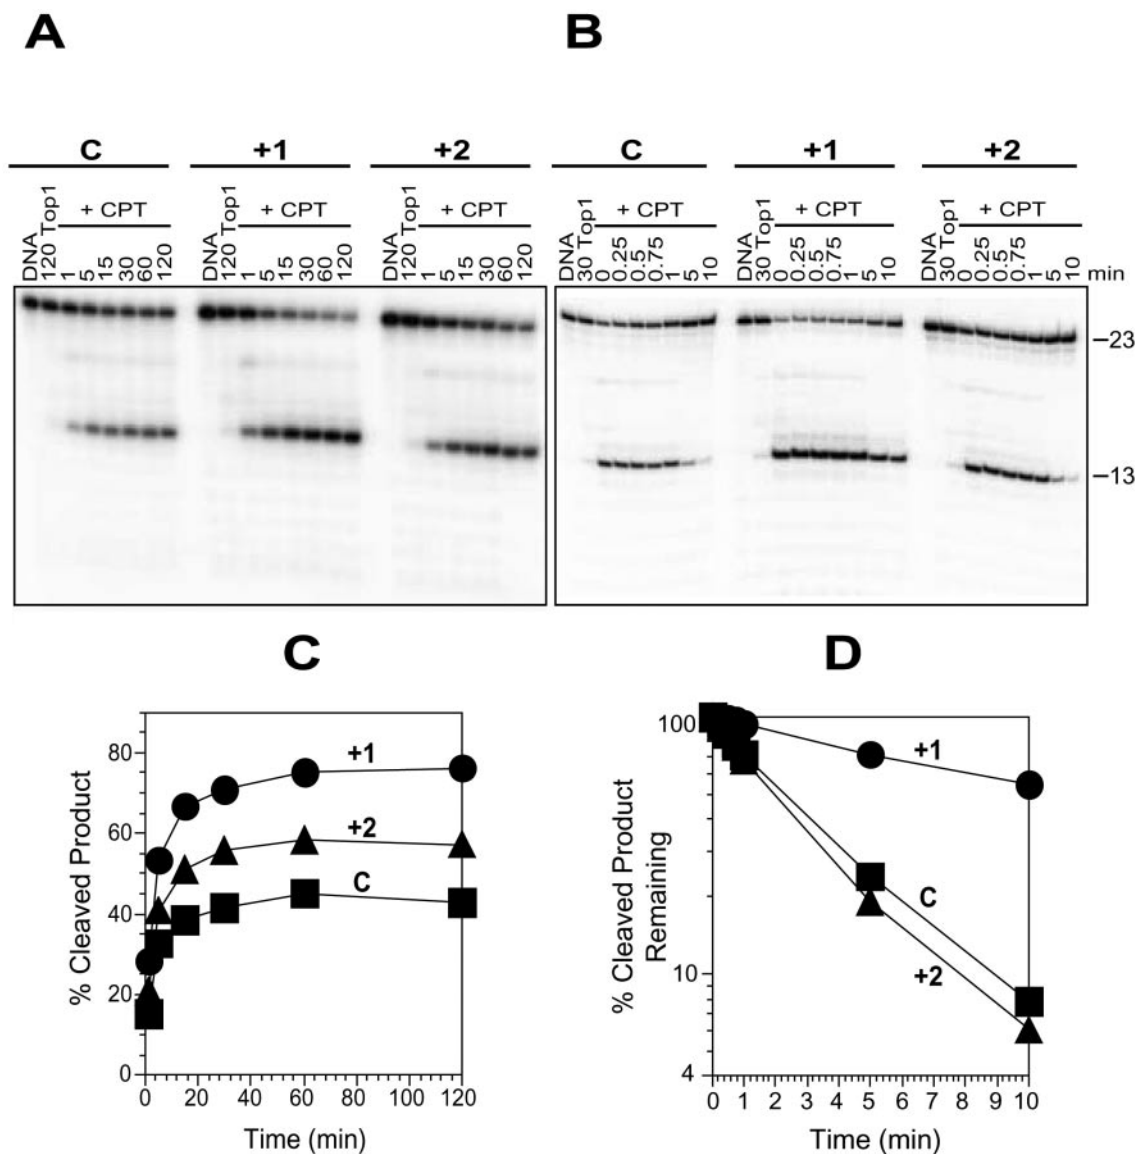 A B
C +1 +2 C +1 +2
DNA 120 Top1 + CPT 1 5 15 30 60 120 DNA 120 Top1 + CPT 1 5 15 30 60 120 DNA 120 Top1 + CPT 1 5 15 30 60 120
DNA 30 Top1 + CPT 0 0.25 0.5 0.75 1 5 10 DNA 30 Top1 + CPT 0 0.25 0.5 0.75 1 5 10 DNA 30 Top1 + CPT 0 0.25 0.5 0.75 1 5 10 min
–23
–13
C
% Cleaved Product
80
60
40
20
0
+1
+2
C
0 20 40 60 80 100 120
Time (min)
D
% Cleaved Product
Remaining
100
10
4
+1
C
+2
0 1 2 3 4 5 6 7 8 9 10
Time (min)